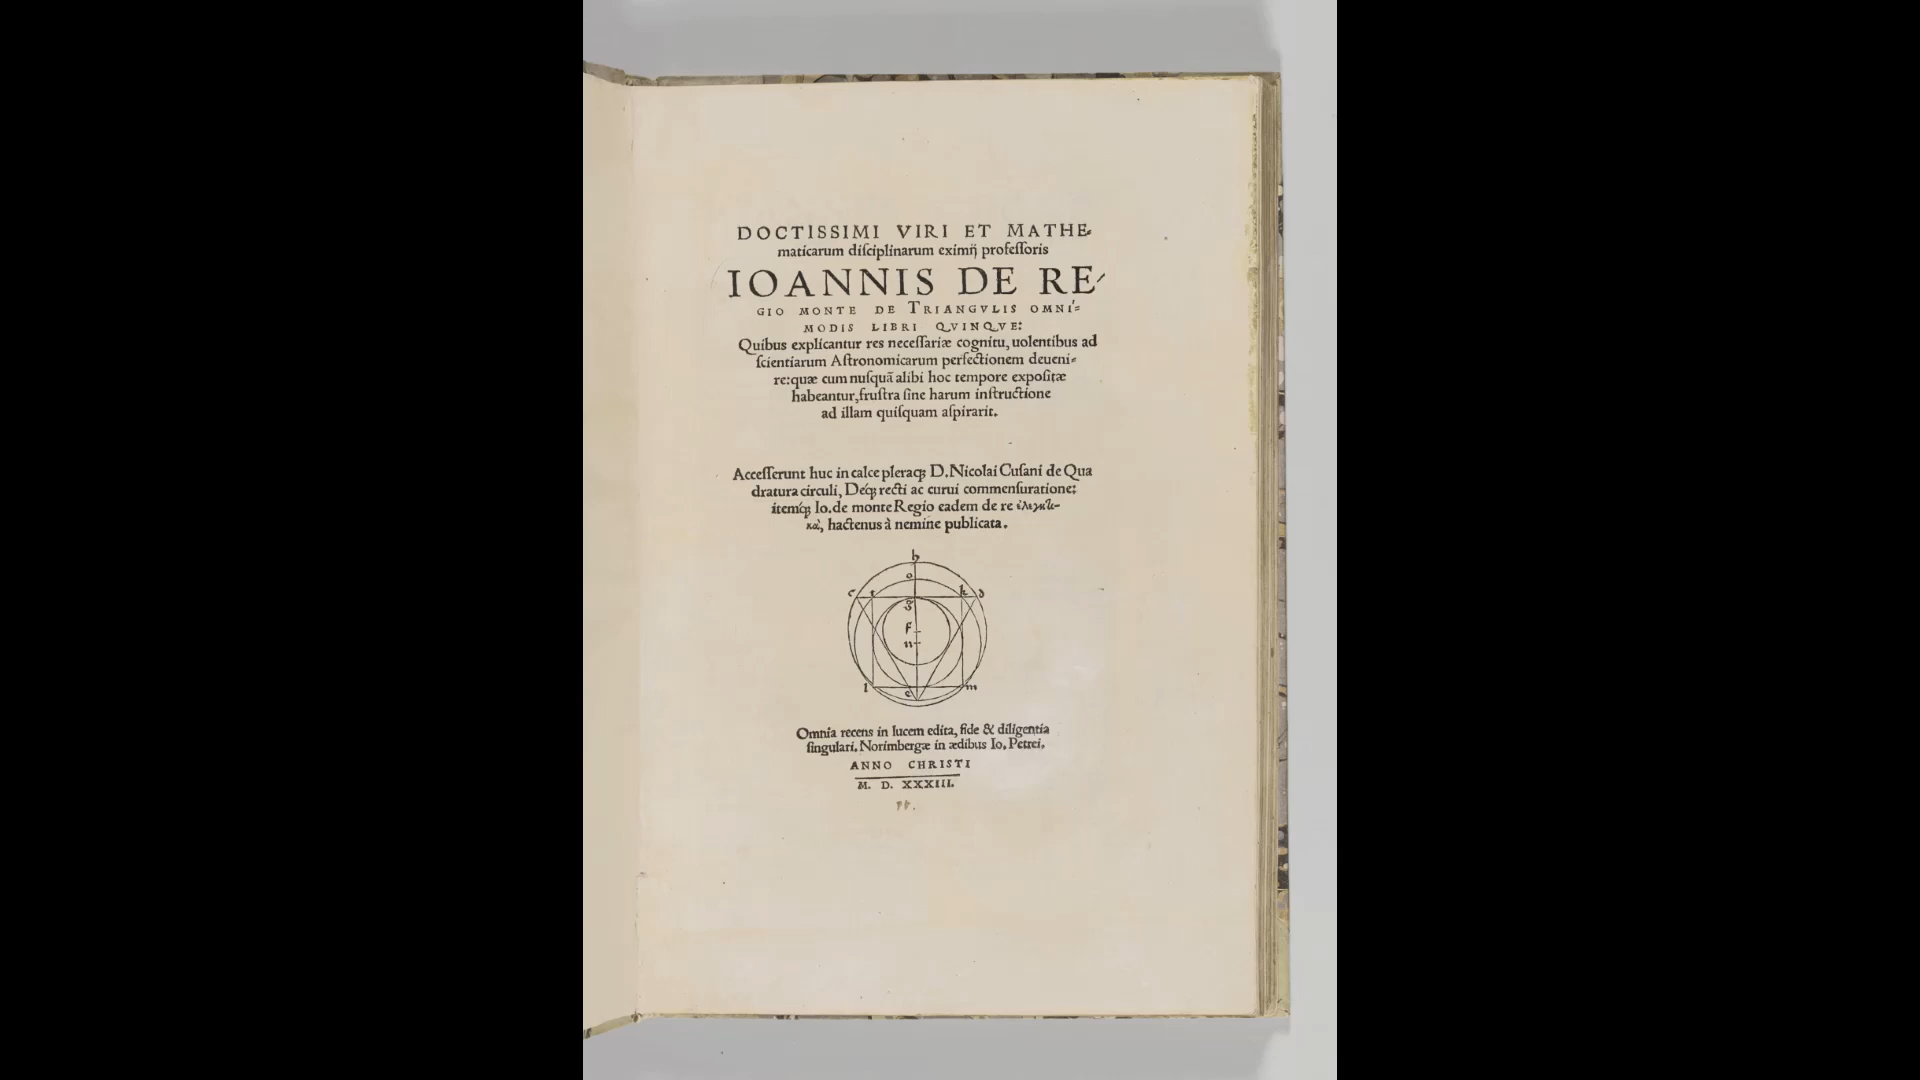 DOCTISSIMI VIRI ET MATHE-
maticarum diſciplinarum eximij profeſſoris
IOANNIS DE RE-
GIO MONTE DE TRIANGVLIS OMNI-
MODIS LIBRI QVINQVE:
Quibus explicantur res neceſſariæ cognitu, uolentibus ad
ſcientiarum Aſtronomicarum perfectionem deueni-
re: quæ cum nuſquã alibi hoc tempore expoſitæ
habeantur, fruſtra ſine harum inſtructione
ad illam quiſquam aſpirarit.
Acceſſerunt huc in calce pleraqꝫ D. Nicolai Cuſani de Qua
dratura circuli, Deqꝫ recti ac curui commenſuratione:
itemqꝫ Io. de monte Regio eadem de re
hactenus à nemine publicata.
h
o
c t k d
g
f
n
l e m
Omnia recens in lucem edita, fide & diligentia
ſingulari. Norimbergæ in ædibus Io. Petrei,
ANNO CHRISTI
M. D. XXXIII.